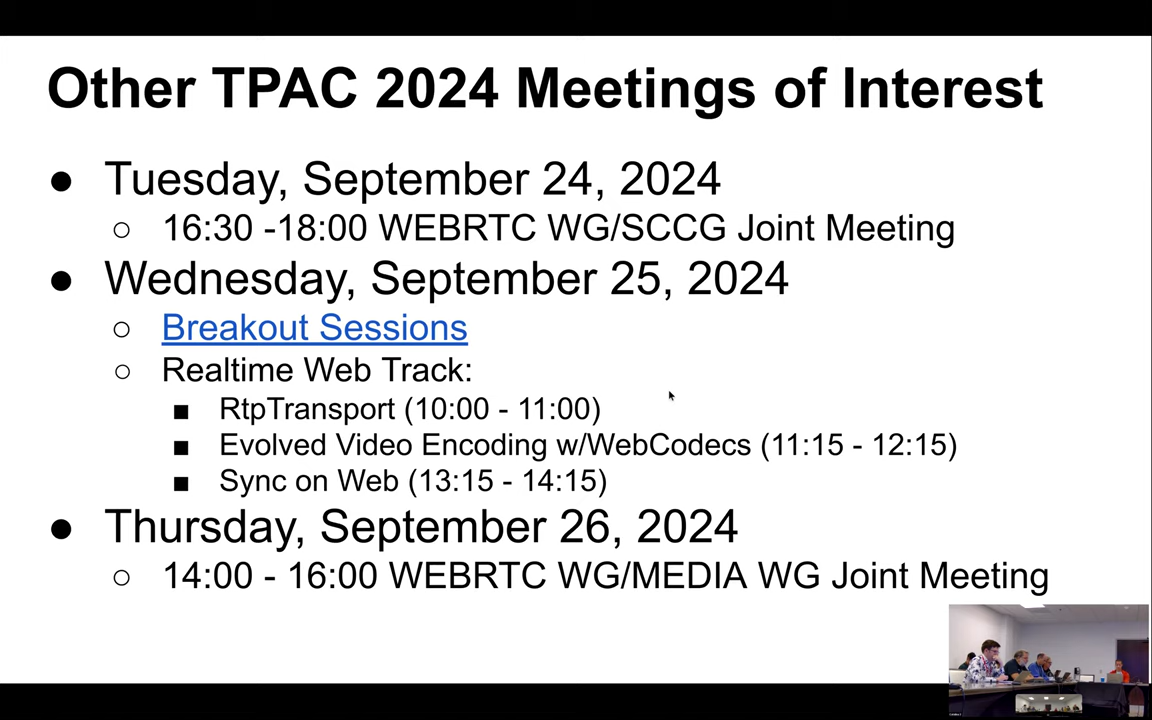 Other TPAC 2024 Meetings of Interest
● Tuesday, September 24, 2024
○ 16:30 -18:00 WEBRTC WG/SCCG Joint Meeting
● Wednesday, September 25, 2024
○ Breakout Sessions
○ Realtime Web Track:
■ RtpTransport (10:00 - 11:00)
■ Evolved Video Encoding w/WebCodecs (11:15 - 12:15)
■ Sync on Web (13:15 - 14:15)
● Thursday, September 26, 2024
○ 14:00 - 16:00 WEBRTC WG/MEDIA WG Joint Meeting